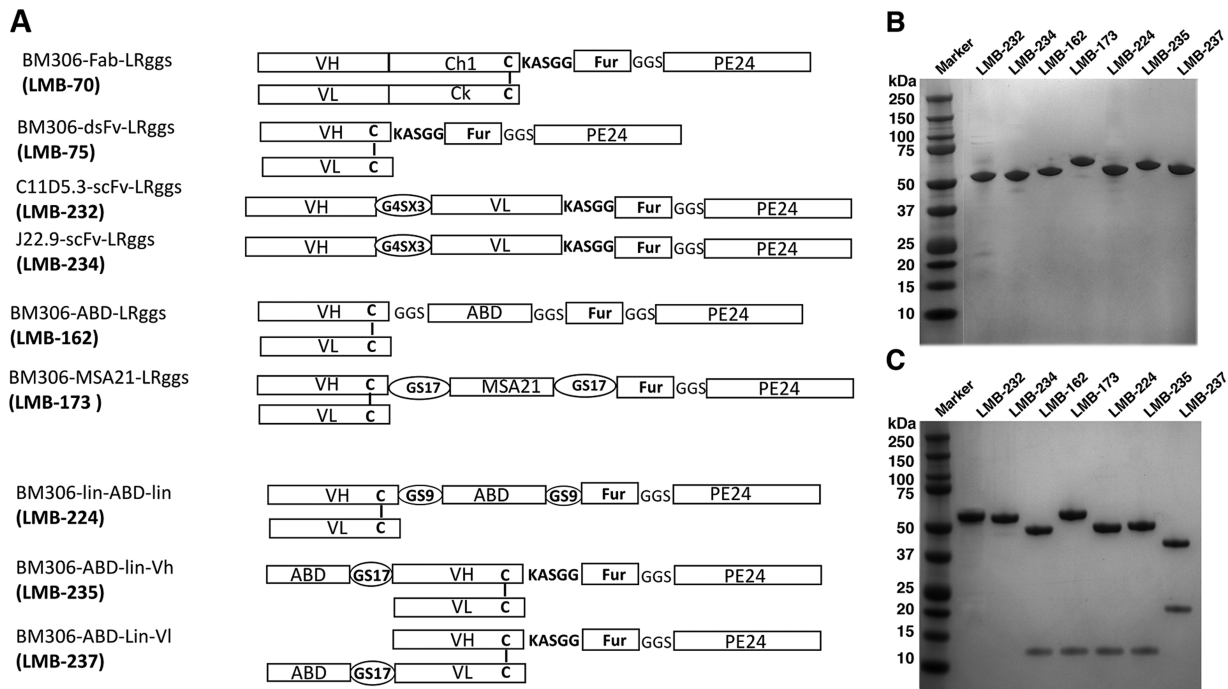 A
BM306-Fab-LRggs
(LMB-70)
VH Ch1 C KASGG Fur GGS PE24
VL Ck C
BM306-dsFv-LRggs
(LMB-75)
VH C KASGG Fur GGS PE24
VL C
C11D5.3-scFv-LRggs
(LMB-232)
VH G4SX3 VL KASGG Fur GGS PE24
J22.9-scFv-LRggs
(LMB-234)
VH G4SX3 VL KASGG Fur GGS PE24
BM306-ABD-LRggs
(LMB-162)
VH C GGS ABD GGS Fur GGS PE24
VL C
BM306-MSA21-LRggs
(LMB-173 )
VH C GS17 MSA21 GS17 Fur GGS PE24
VL C
BM306-lin-ABD-lin
(LMB-224)
VH C GS9 ABD GS9 Fur GGS PE24
VL C
BM306-ABD-lin-Vh
(LMB-235)
ABD GS17 VH C KASGG Fur GGS PE24
VL C
BM306-ABD-Lin-Vl
(LMB-237)
VH C KASGG Fur GGS PE24
ABD GS17 VL C
B
Marker LMB-232 LMB-234 LMB-162 LMB-173 LMB-224 LMB-235 LMB-237
kDa
250
150
100
75
50
37
25
20
15
10
C
Marker LMB-232 LMB-234 LMB-162 LMB-173 LMB-224 LMB-235 LMB-237
kDa
250
150
100
75
50
37
25
20
15
10